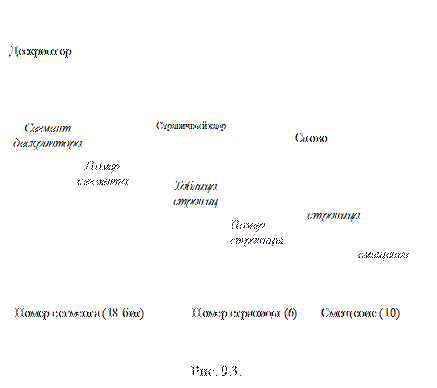 Дескриптор
Сегмент
дескриптора
Страничный кадр
Слово
Номер
сегмента
Таблица
страниц
страница
Номер
страницы
смещение
Номер сегмента (18 бит)
Номер страницы (6)
Смещение (10)
Рис. 9.3.